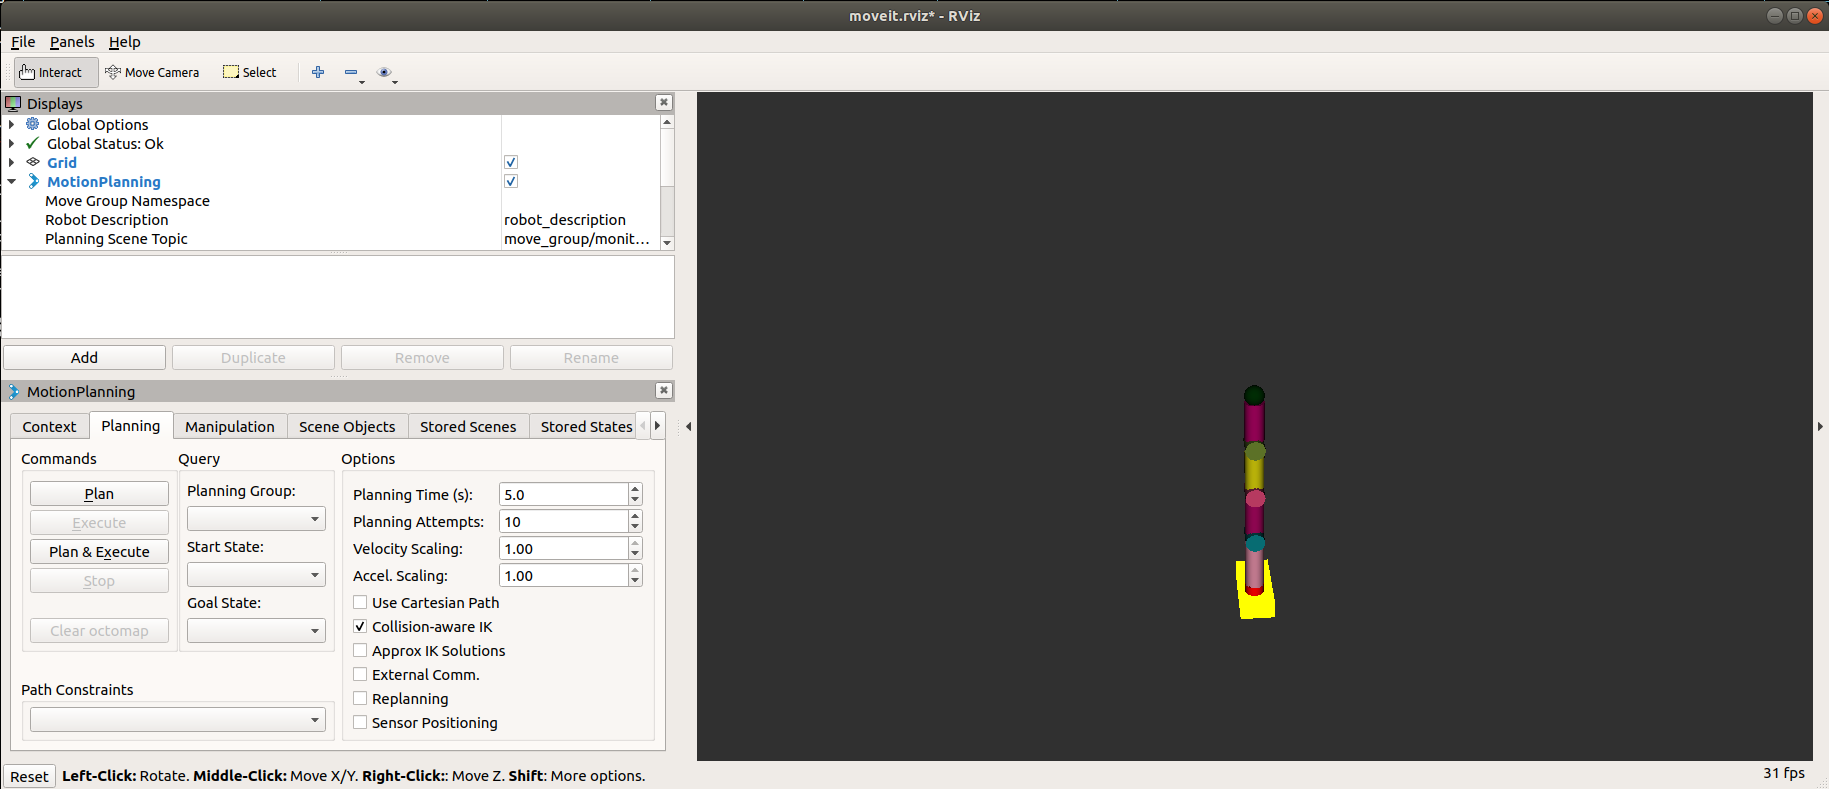 moveit.rviz* - RViz
File Panels Help
Interact Move Camera Select
Displays
Global Options
Global Status: Ok
Grid
MotionPlanning
Move Group Namespace
Robot Description robot_description
Planning Scene Topic move_group/monit...
Add Duplicate Remove Rename
MotionPlanning
Context Planning Manipulation Scene Objects Stored Scenes Stored States
Commands Query Options
Plan
Execute
Plan & Execute
Stop
Clear octomap
Planning Group:
Start State:
Goal State:
Path Constraints
Planning Time (s): 5.0
Planning Attempts: 10
Velocity Scaling: 1.00
Accel. Scaling: 1.00
Use Cartesian Path
Collision-aware IK
Approx IK Solutions
External Comm.
Replanning
Sensor Positioning
Reset Left-Click: Rotate. Middle-Click: Move X/Y. Right-Click:: Move Z. Shift: More options. 31 fps